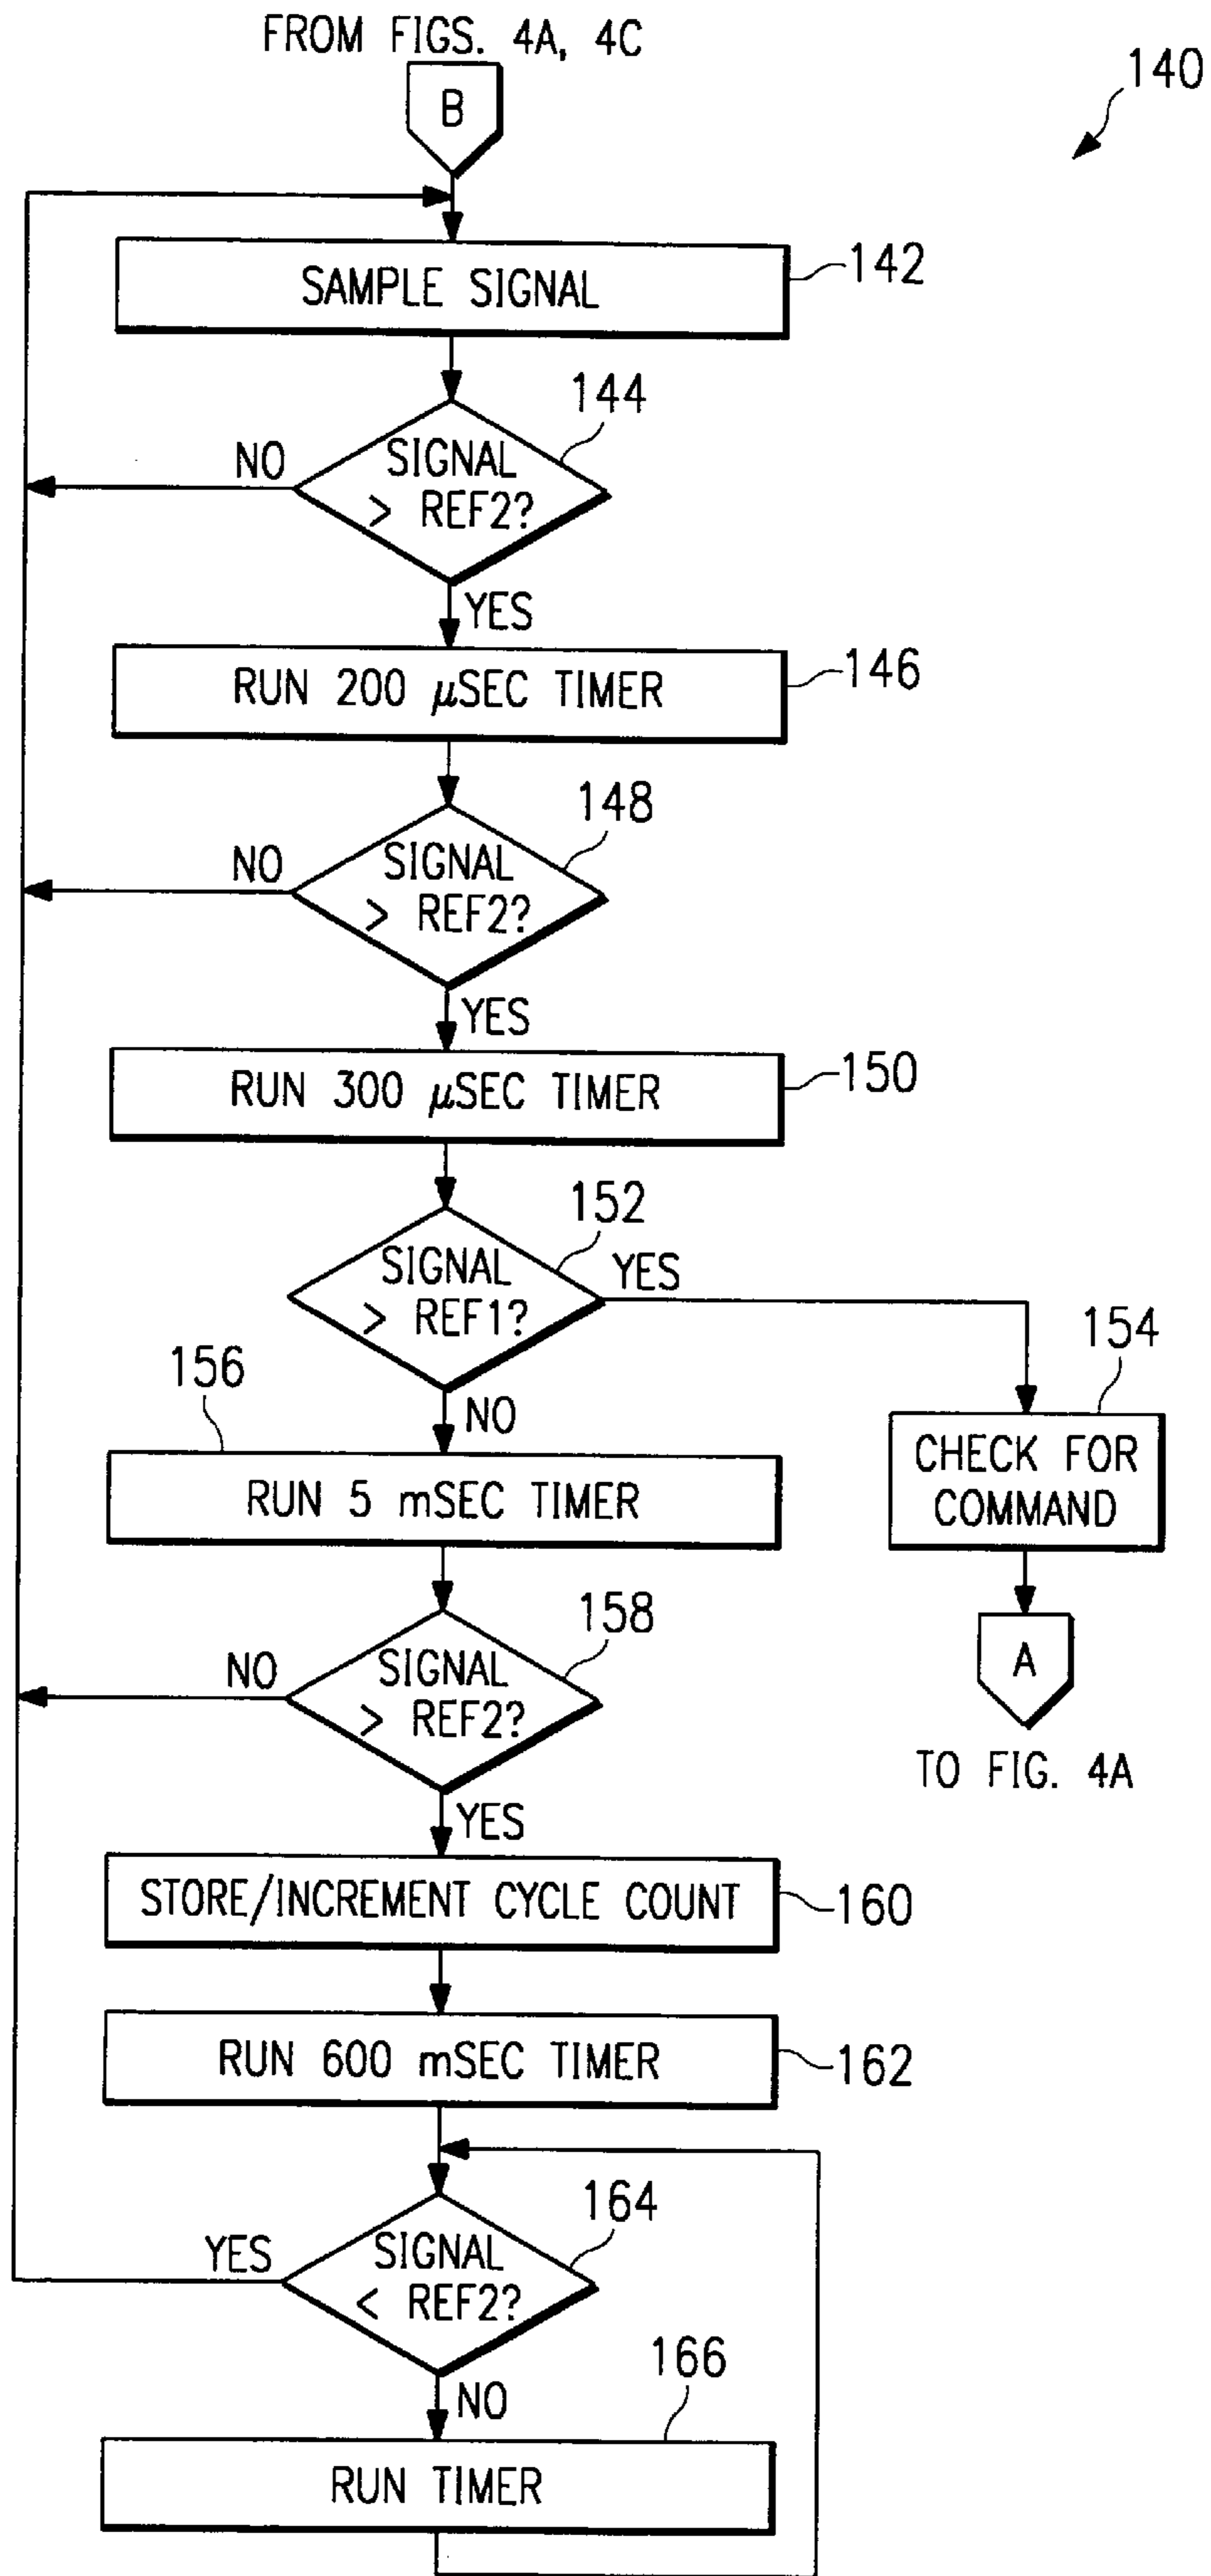 FROM FIGS. 4A, 4C
B
140
SAMPLE SIGNAL
142
144
SIGNAL
> REF2?
NO
YES
RUN 200 μSEC TIMER
146
148
SIGNAL
> REF2?
NO
YES
RUN 300 μSEC TIMER
150
152
SIGNAL
> REF1?
YES
NO
154
CHECK FOR
COMMAND
A
TO FIG. 4A
156
RUN 5 mSEC TIMER
158
SIGNAL
> REF2?
NO
YES
STORE/INCREMENT CYCLE COUNT
160
RUN 600 mSEC TIMER
162
164
SIGNAL
< REF2?
YES
NO
166
RUN TIMER